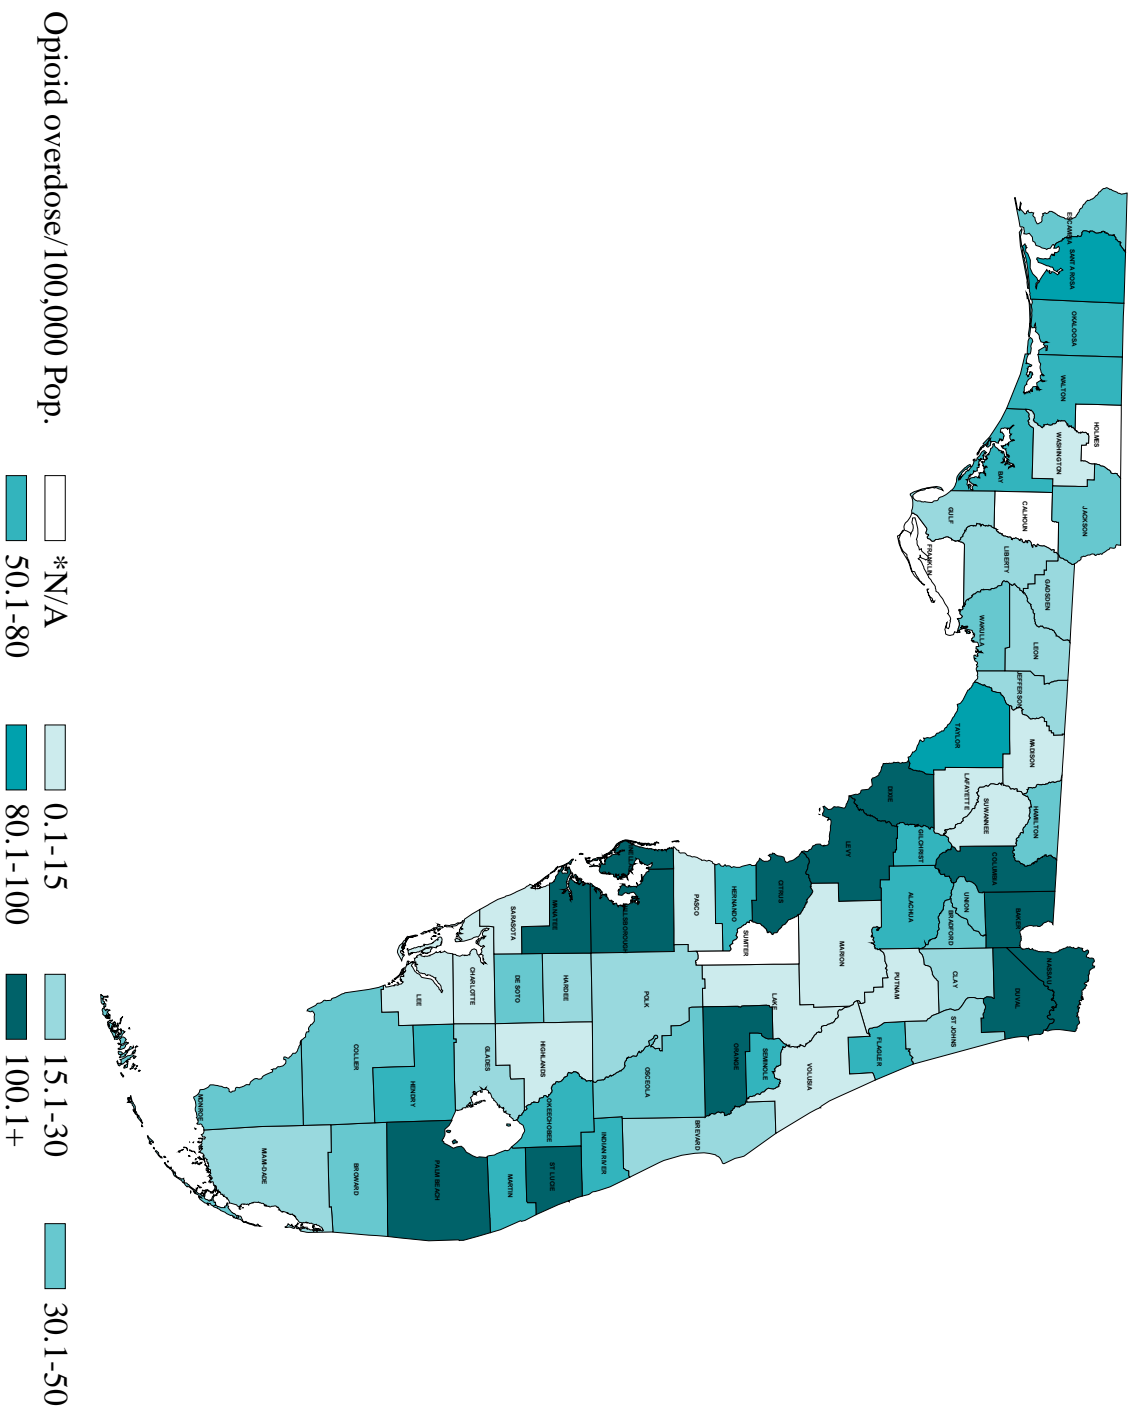 ESCAMBIA
SANTA ROSA
OKALOOSA
WALTON
HOLMES
WASHINGTON
BAY
JACKSON
CALHOUN
GULF
FRANKLIN
LIBERTY
GADSDEN
LEON
WAKULLA
JEFFERSON
MADISON
TAYLOR
HAMILTON
SUWANNEE
LAFAYETTE
DIXIE
COLUMBIA
GILCHRIST
LEVY
BAKER
UNION
BRADFORD
ALACHUA
NASSAU
DUVAL
CLAY
ST JOHNS
PUTNAM
FLAGLER
MARION
VOLUSIA
CITRUS
SUMTER
LAKE
HERNANDO
SEMINOLE
PASCO
ORANGE
BREVARD
OSCEOLA
POLK
INDIAN RIVER
MANATEE
HARDEE
OKEECHOBEE
HIGHLANDS
ST LUCIE
SARASOTA
DE SOTO
MARTIN
CHARLOTTE
GLADES
PALM BEACH
LEE
HENDRY
COLLIER
BROWARD
MONROE
MIAMI-DADE
Opioid overdose/100,000 Pop.
*N/A 0.1-15 15.1-30 30.1-50
50.1-80 80.1-100 100.1+